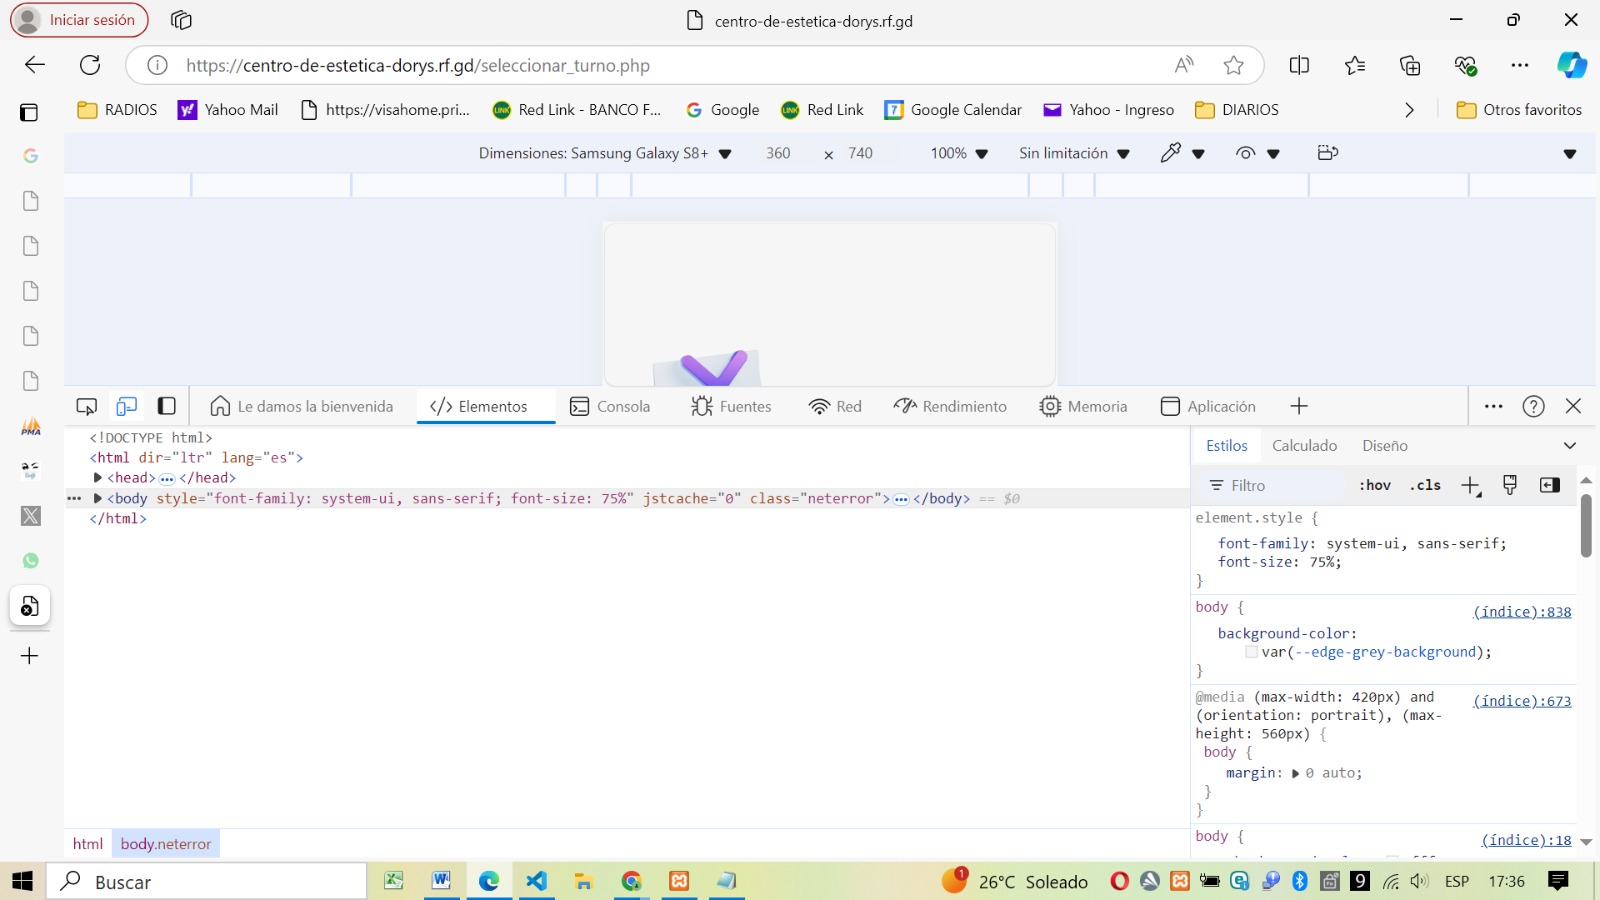 Iniciar sesión
centro-de-estetica-dorys.rf.gd
https://centro-de-estetica-dorys.rf.gd/seleccionar_turno.php
RADIOS
Yahoo Mail
https://visahome.pri...
Red Link - BANCO F...
Google
Red Link
Google Calendar
Yahoo - Ingreso
DIARIOS
Otros favoritos
Dimensiones: Samsung Galaxy S8+ 360 × 740 100% Sin limitación
Le damos la bienvenida
Elementos
Consola
Fuentes
Red
Rendimiento
Memoria
Aplicación
<!DOCTYPE html>
<html dir="ltr" lang="es">
<head>…</head>
<body style="font-family: system-ui, sans-serif; font-size: 75%" jstcache="0" class="neterror">…</body> == $0
</html>
html body.neterror
Estilos Calculado Diseño
Filtro :hov .cls
element.style {
font-family: system-ui, sans-serif;
font-size: 75%;
}
body { (índice):838
background-color:
var(--edge-grey-background);
}
@media (max-width: 420px) and (índice):673
(orientation: portrait), (max-
height: 560px) {
body {
margin: 0 auto;
}
}
body { (índice):18
Buscar
26°C Soleado
ESP
17:36